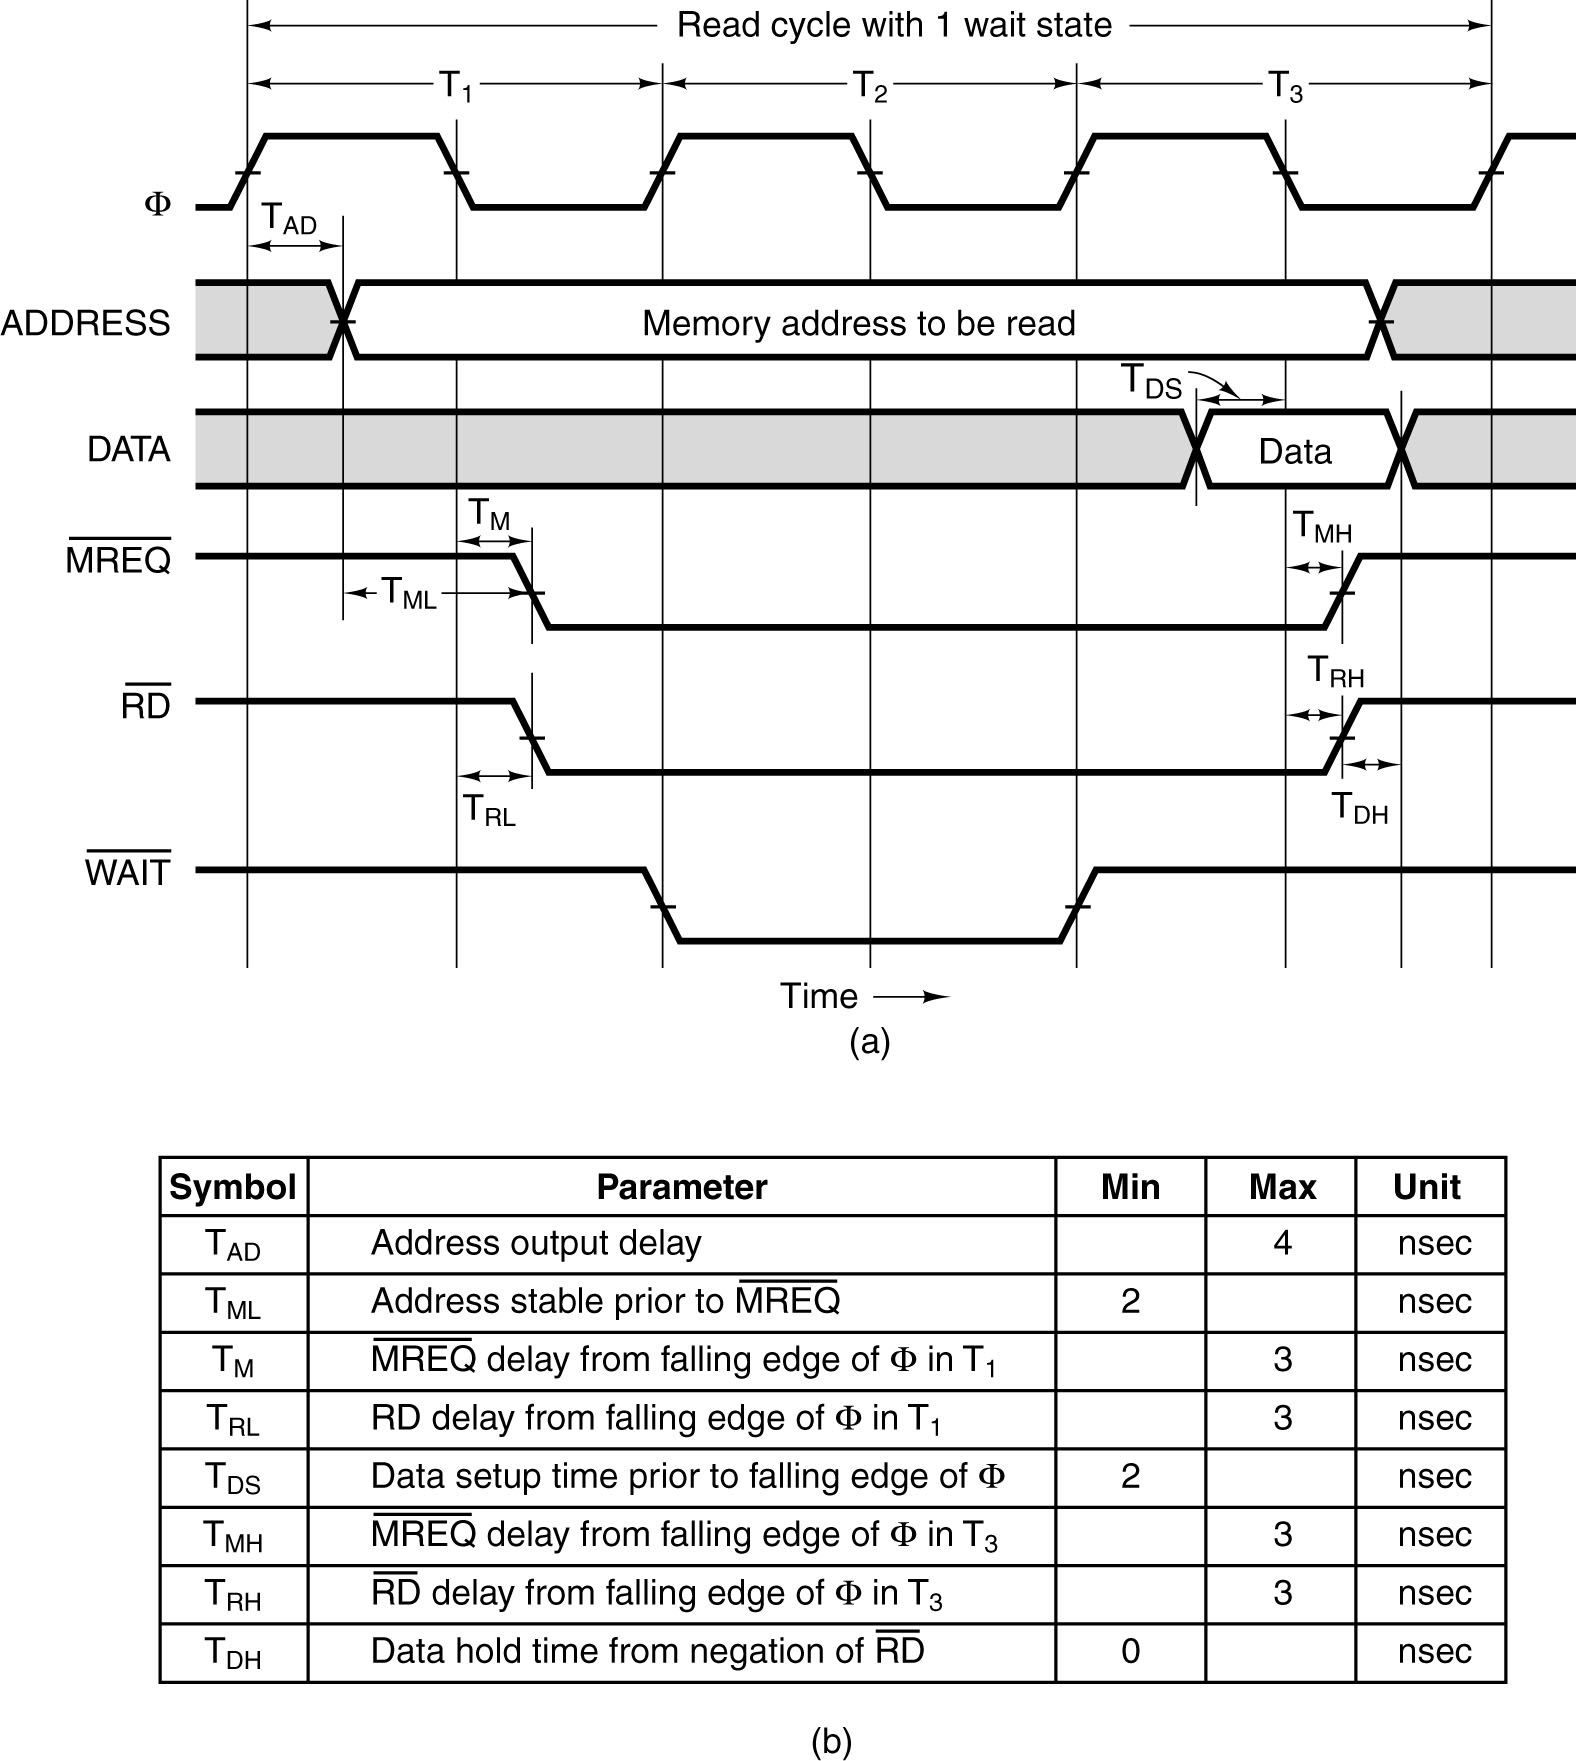 Read cycle with 1 wait state
T1 T2 T3
Φ
TAD
ADDRESS Memory address to be read
TDS
DATA Data
TM TMH
MREQ
TML
TRH
RD
TRL TDH
WAIT
Time
(a)
Symbol Parameter Min Max Unit
TAD Address output delay 4 nsec
TML Address stable prior to MREQ 2 nsec
TM MREQ delay from falling edge of Φ in T1 3 nsec
TRL RD delay from falling edge of Φ in T1 3 nsec
TDS Data setup time prior to falling edge of Φ 2 nsec
TMH MREQ delay from falling edge of Φ in T3 3 nsec
TRH RD delay from falling edge of Φ in T3 3 nsec
TDH Data hold time from negation of RD 0 nsec
(b)